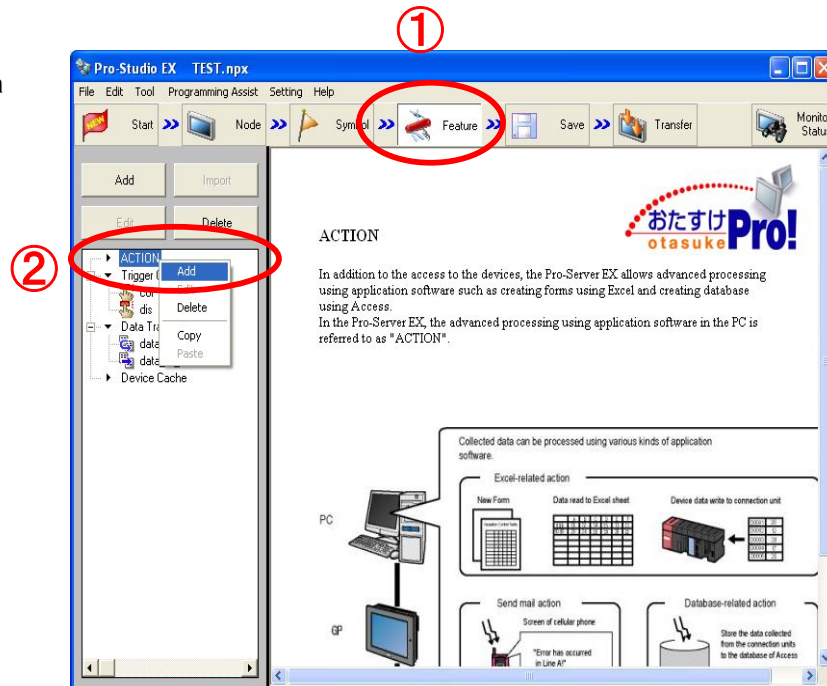 ①
Pro-Studio EX TEST.npx
File Edit Tool Programming Assist Setting Help
NEW Start Node Symbol Feature Save Transfer Monito Statu
Add Import
Edit Delete
ACTION
Trigger
con
dis
Data Tra
data
data_
Device Cache
Add
Delete
Copy
Paste
②
おたすけPro!
otasuke
ACTION
In addition to the access to the devices, the Pro-Server EX allows advanced processing
using application software such as creating forms using Excel and creating database
using Access.
In the Pro-Server EX, the advanced processing using application software in the PC is
referred to as "ACTION".
Collected data can be processed using various kinds of application
software.
Excel-related action
New Form Data read to Excel sheet Device data write to connection unit
PC
GP
Send mail action
Screen of cellular phone
"Error has occurred
in Line A!"
Database-related action
Store the data collected
from the connection units
to the database of Access